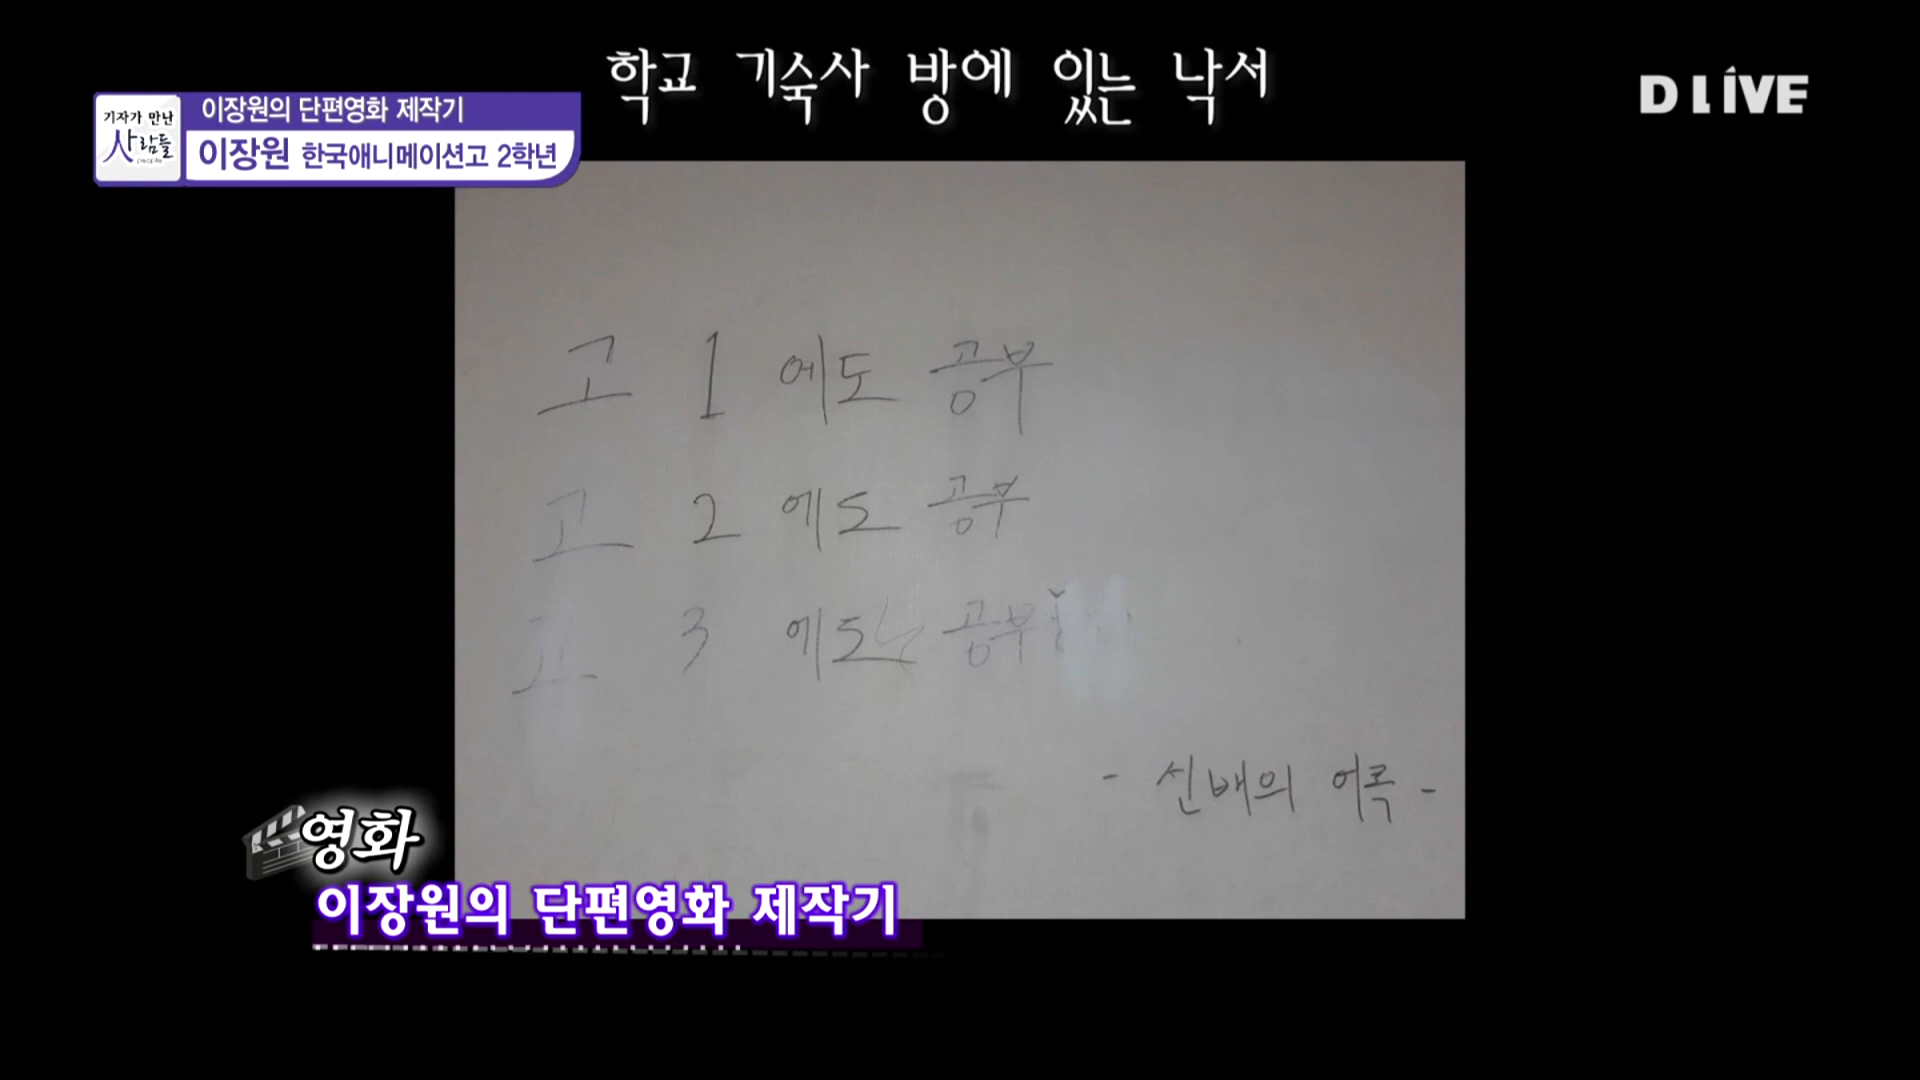 학교 기숙사 방에 있는 낙서
D LIVE
기자가 만난
사람들
people
이장원의 단편영화 제작기
이장원 한국애니메이션고 2학년
고 1 에도 공부
고 2 에도 공부
고 3 에도 공부
- 선배의 어록 -
영화
이장원의 단편영화 제작기